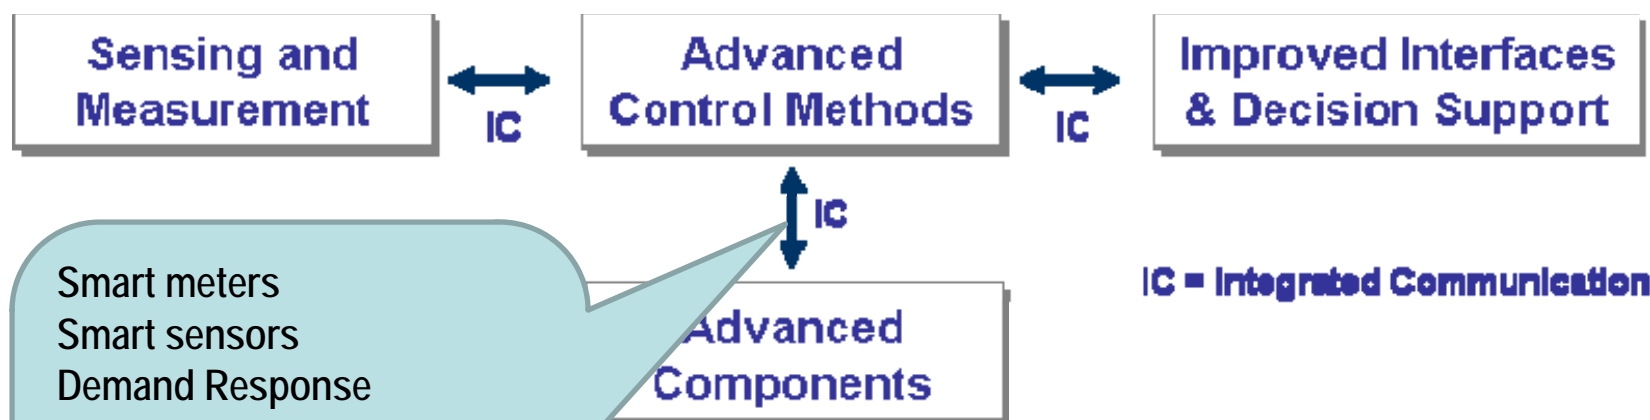 Sensing and
Measurement
IC
Advanced
Control Methods
IC
Improved Interfaces
& Decision Support
IC
IC = Integrated Communication
Smart meters
Smart sensors
Demand Response
Advanced
Components